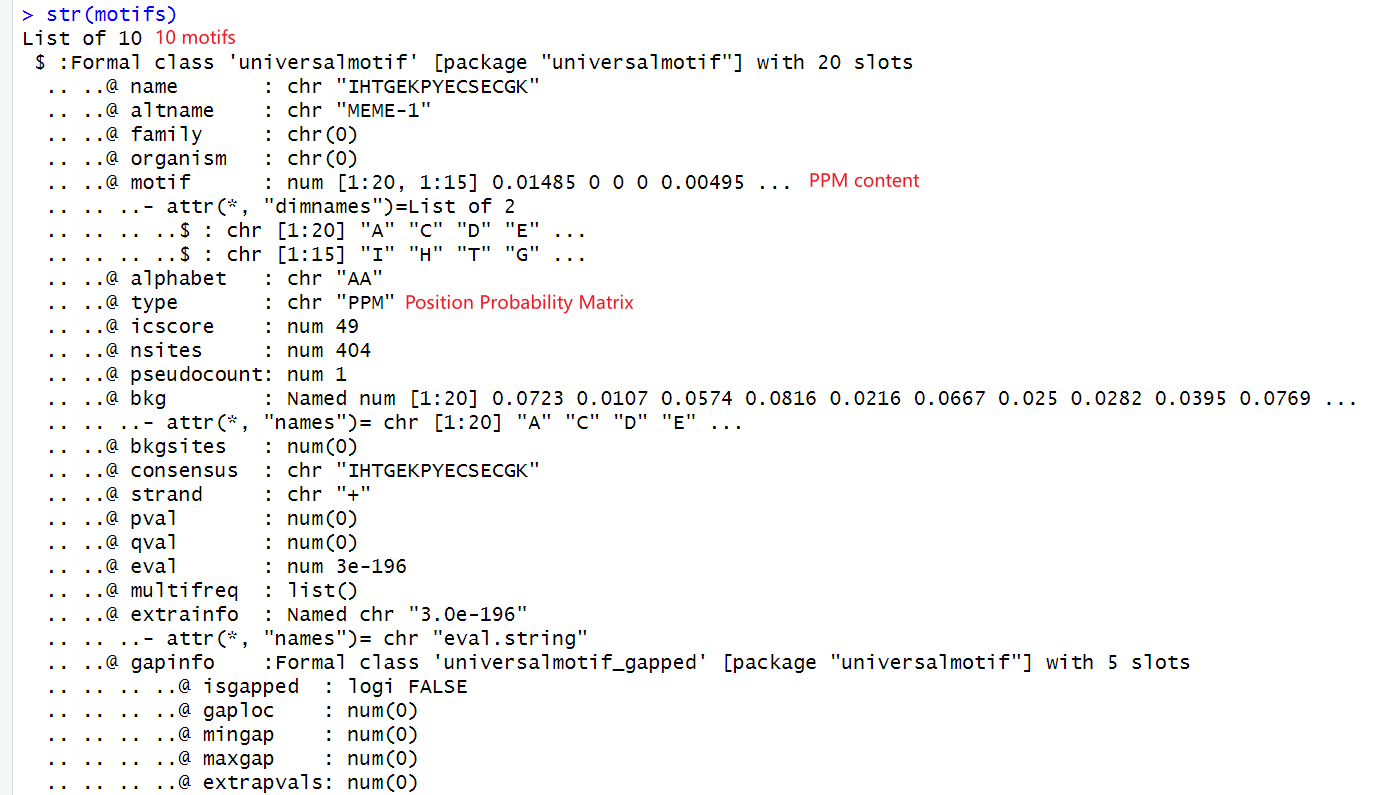 > str(motifs)
List of 10 10 motifs
$ :Formal class 'universalmotif' [package "universalmotif"] with 20 slots
.. ..@ name : chr "IHTGEKPYECSECGK"
.. ..@ altname : chr "MEME-1"
.. ..@ family : chr(0)
.. ..@ organism : chr(0)
.. ..@ motif : num [1:20, 1:15] 0.01485 0 0 0 0.00495 ... PPM content
.. .. ..- attr(*, "dimnames")=List of 2
.. .. .. ..$ : chr [1:20] "A" "C" "D" "E" ...
.. .. .. ..$ : chr [1:15] "I" "H" "T" "G" ...
.. ..@ alphabet : chr "AA"
.. ..@ type : chr "PPM" Position Probability Matrix
.. ..@ icscore : num 49
.. ..@ nsites : num 404
.. ..@ pseudocount: num 1
.. ..@ bkg : Named num [1:20] 0.0723 0.0107 0.0574 0.0816 0.0216 0.0667 0.025 0.0282 0.0395 0.0769 ...
.. .. ..- attr(*, "names")= chr [1:20] "A" "C" "D" "E" ...
.. ..@ bkgsites : num(0)
.. ..@ consensus : chr "IHTGEKPYECSECGK"
.. ..@ strand : chr "+"
.. ..@ pval : num(0)
.. ..@ qval : num(0)
.. ..@ eval : num 3e-196
.. ..@ multifreq : list()
.. ..@ extrainfo : Named chr "3.0e-196"
.. .. ..- attr(*, "names")= chr "eval.string"
.. ..@ gapinfo :Formal class 'universalmotif_gapped' [package "universalmotif"] with 5 slots
.. .. .. ..@ isgapped : logi FALSE
.. .. .. ..@ gaploc : num(0)
.. .. .. ..@ mingap : num(0)
.. .. .. ..@ maxgap : num(0)
.. .. .. ..@ extrapvals: num(0)